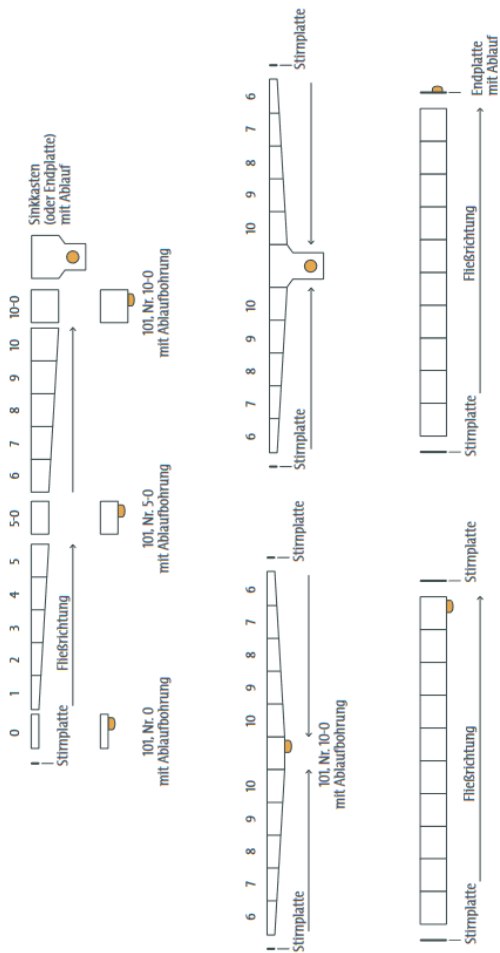 0
1
2
3
4
5
5-0
6
7
8
9
10
10-0
Sinkkasten
(oder Endplatte)
mit Ablauf
Stirnplatte
Fließrichtung
101, Nr. 0
mit Ablaufbohrung
101, Nr. 5-0
mit Ablaufbohrung
101, Nr. 10-0
mit Ablaufbohrung
6
7
8
9
10
10
9
8
7
6
Stirnplatte
Stirnplatte
101, Nr. 10-0
mit Ablaufbohrung
6
7
8
9
10
10
9
8
7
6
Stirnplatte
Stirnplatte
Stirnplatte
Fließrichtung
Stirnplatte
Stirnplatte
Fließrichtung
Endplatte
mit Ablauf